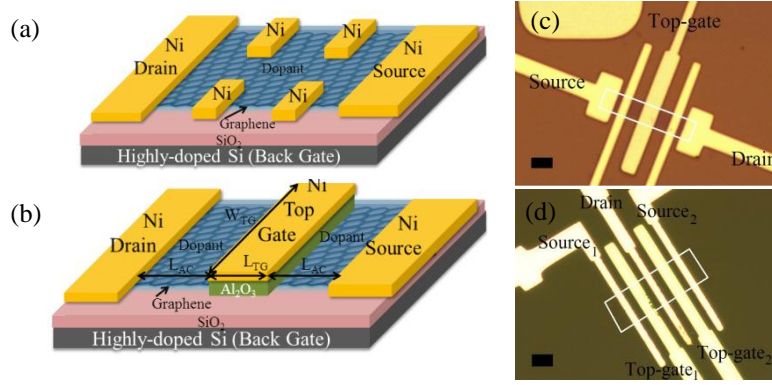 (a)
Ni
Drain
Ni
Ni
Ni
Source
Dopant
Ni
Ni
Graphene
SiO2
Highly-doped Si (Back Gate)
(b)
Ni
Drain
Ni
Top
Gate
WTG
Ni
Source
Dopant
Dopant
LAC
LTG
LAC
Al2O3
Graphene
SiO2
Highly-doped Si (Back Gate)
(c)
Top-gate
Source
Drain
(d)
Drain
Source2
Source1
Top-gate2
Top-gate1